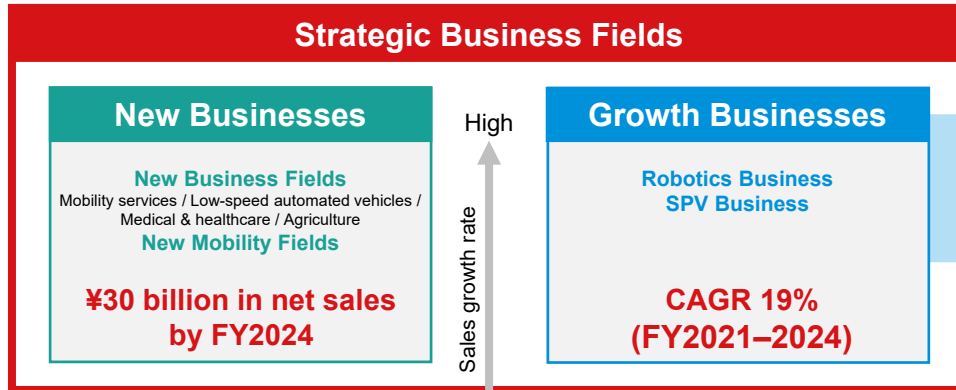 Strategic Business Fields
New Businesses
New Business Fields
Mobility services / Low-speed automated vehicles /
Medical & healthcare / Agriculture
New Mobility Fields
¥30 billion in net sales
by FY2024
High
Sales growth rate
Growth Businesses
Robotics Business
SPV Business
CAGR 19%
(FY2021–2024)